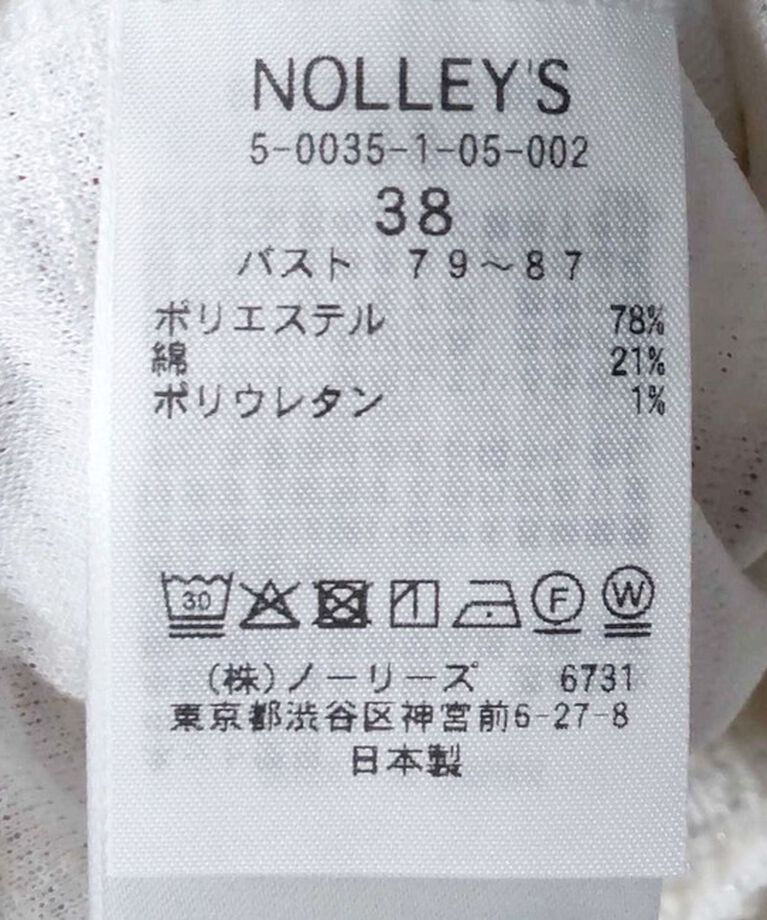 NOLLEY'S
5-0035-1-05-002
38
バスト 79～87
ポリエステル 78%
綿 21%
ポリウレタン 1%
30 F W
(株)ノーリーズ 6731
東京都渋谷区神宮前6-27-8
日本製